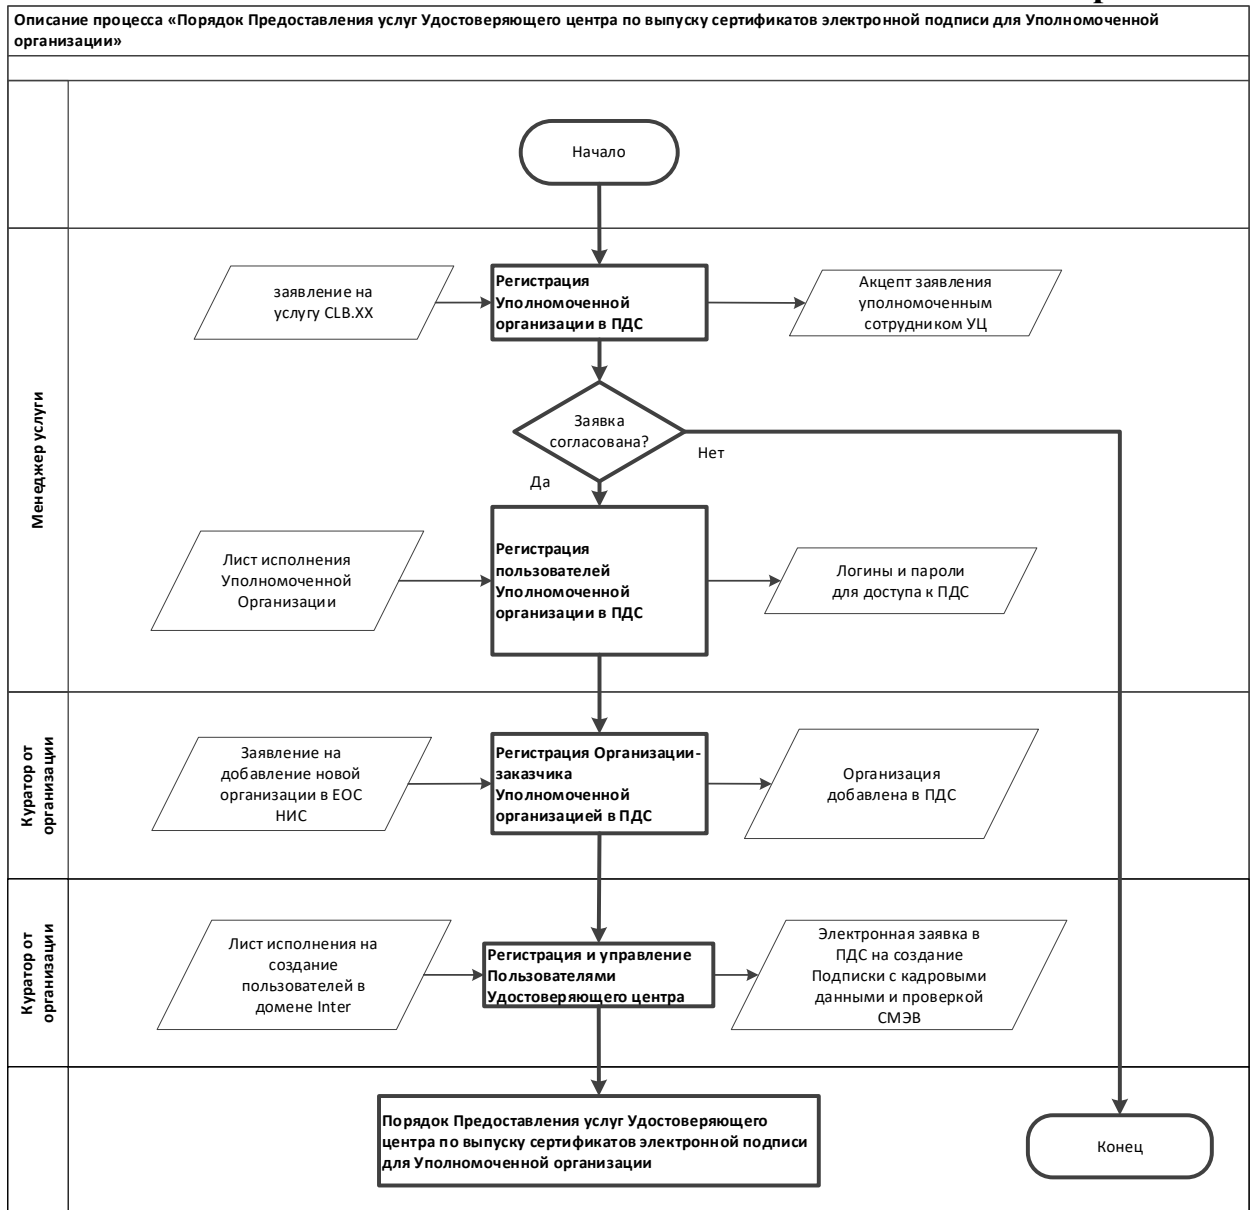 Описание процесса «Порядок Предоставления услуг Удостоверяющего центра по выпуску сертификатов электронной подписи для Уполномоченной
организации»
Начало
Менеджер услуги
заявление на
услугу CLB.XX
Регистрация
Уполномоченной
организации в ПДС
Акцепт заявления
уполномоченным
сотрудником УЦ
Заявка
согласована?
Нет
Да
Лист исполнения
Уполномоченной
Организации
Регистрация
пользователей
Уполномоченной
организации в ПДС
Логины и пароли
для доступа к ПДС
Куратор от
организации
Заявление на
добавление новой
организации в ЕОС
НИС
Регистрация Организации-
заказчика
Уполномоченной
организацией в ПДС
Организация
добавлена в ПДС
Куратор от
организации
Лист исполнения на
создание
пользователей в
домене Inter
Регистрация и управление
Пользователями
Удостоверяющего центра
Электронная заявка в
ПДС на создание
Подписки с кадровыми
данными и проверкой
СМЭВ
Порядок Предоставления услуг Удостоверяющего
центра по выпуску сертификатов электронной подписи
для Уполномоченной организации
Конец